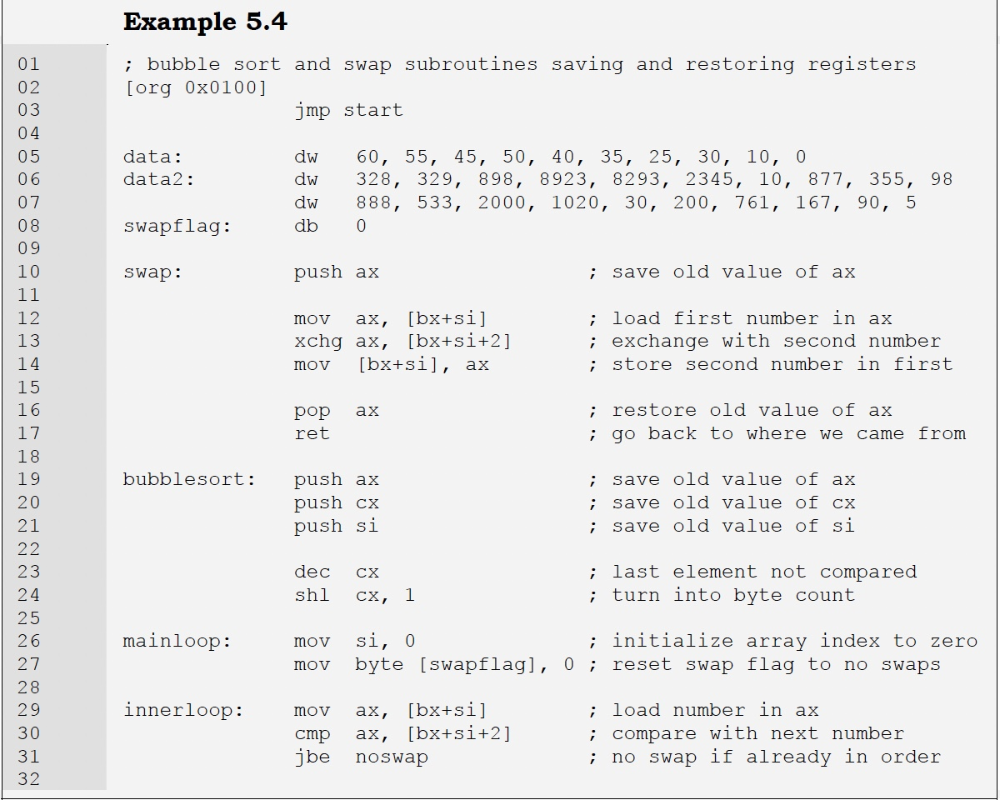 Example 5.4
01 ; bubble sort and swap subroutines saving and restoring registers
02 [org 0x0100]
03 jmp start
04
05 data: dw 60, 55, 45, 50, 40, 35, 25, 30, 10, 0
06 data2: dw 328, 329, 898, 8923, 8293, 2345, 10, 877, 355, 98
07 dw 888, 533, 2000, 1020, 30, 200, 761, 167, 90, 5
08 swapflag: db 0
09
10 swap: push ax ; save old value of ax
11
12 mov ax, [bx+si] ; load first number in ax
13 xchg ax, [bx+si+2] ; exchange with second number
14 mov [bx+si], ax ; store second number in first
15
16 pop ax ; restore old value of ax
17 ret ; go back to where we came from
18
19 bubblesort: push ax ; save old value of ax
20 push cx ; save old value of cx
21 push si ; save old value of si
22
23 dec cx ; last element not compared
24 shl cx, 1 ; turn into byte count
25
26 mainloop: mov si, 0 ; initialize array index to zero
27 mov byte [swapflag], 0 ; reset swap flag to no swaps
28
29 innerloop: mov ax, [bx+si] ; load number in ax
30 cmp ax, [bx+si+2] ; compare with next number
31 jbe noswap ; no swap if already in order
32